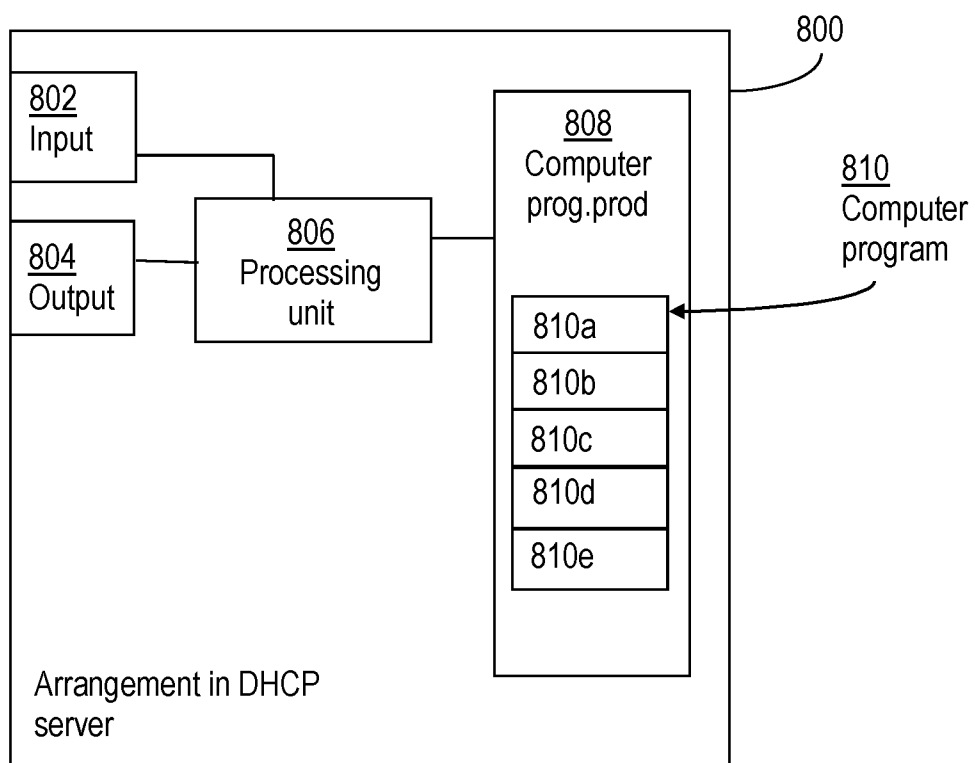 800
802
Input
804
Output
806
Processing
unit
808
Computer
prog.prod
810
Computer
program
810a
810b
810c
810d
810e
Arrangement in DHCP
server